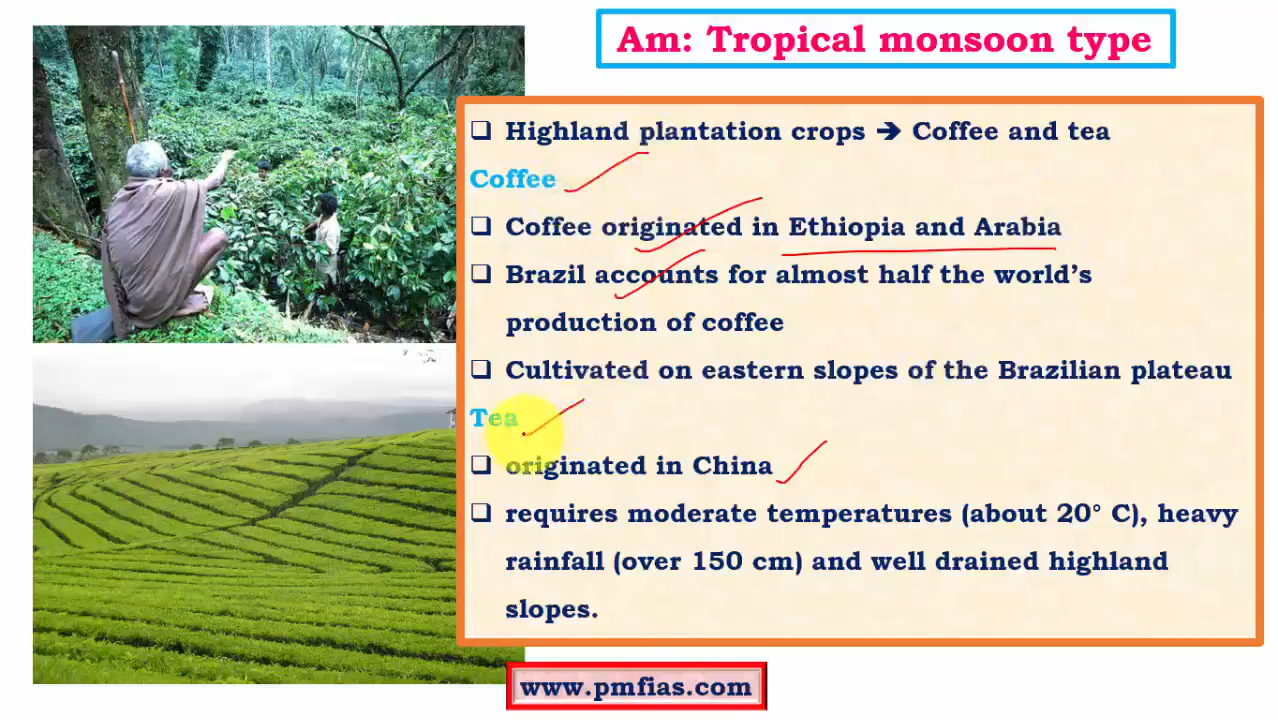 Am: Tropical monsoon type
❑ Highland plantation crops ➔ Coffee and tea
Coffee
❑ Coffee originated in Ethiopia and Arabia
❑ Brazil accounts for almost half the world's
production of coffee
❑ Cultivated on eastern slopes of the Brazilian plateau
Tea
❑ originated in China
❑ requires moderate temperatures (about 20° C), heavy
rainfall (over 150 cm) and well drained highland
slopes.
www.pmfias.com